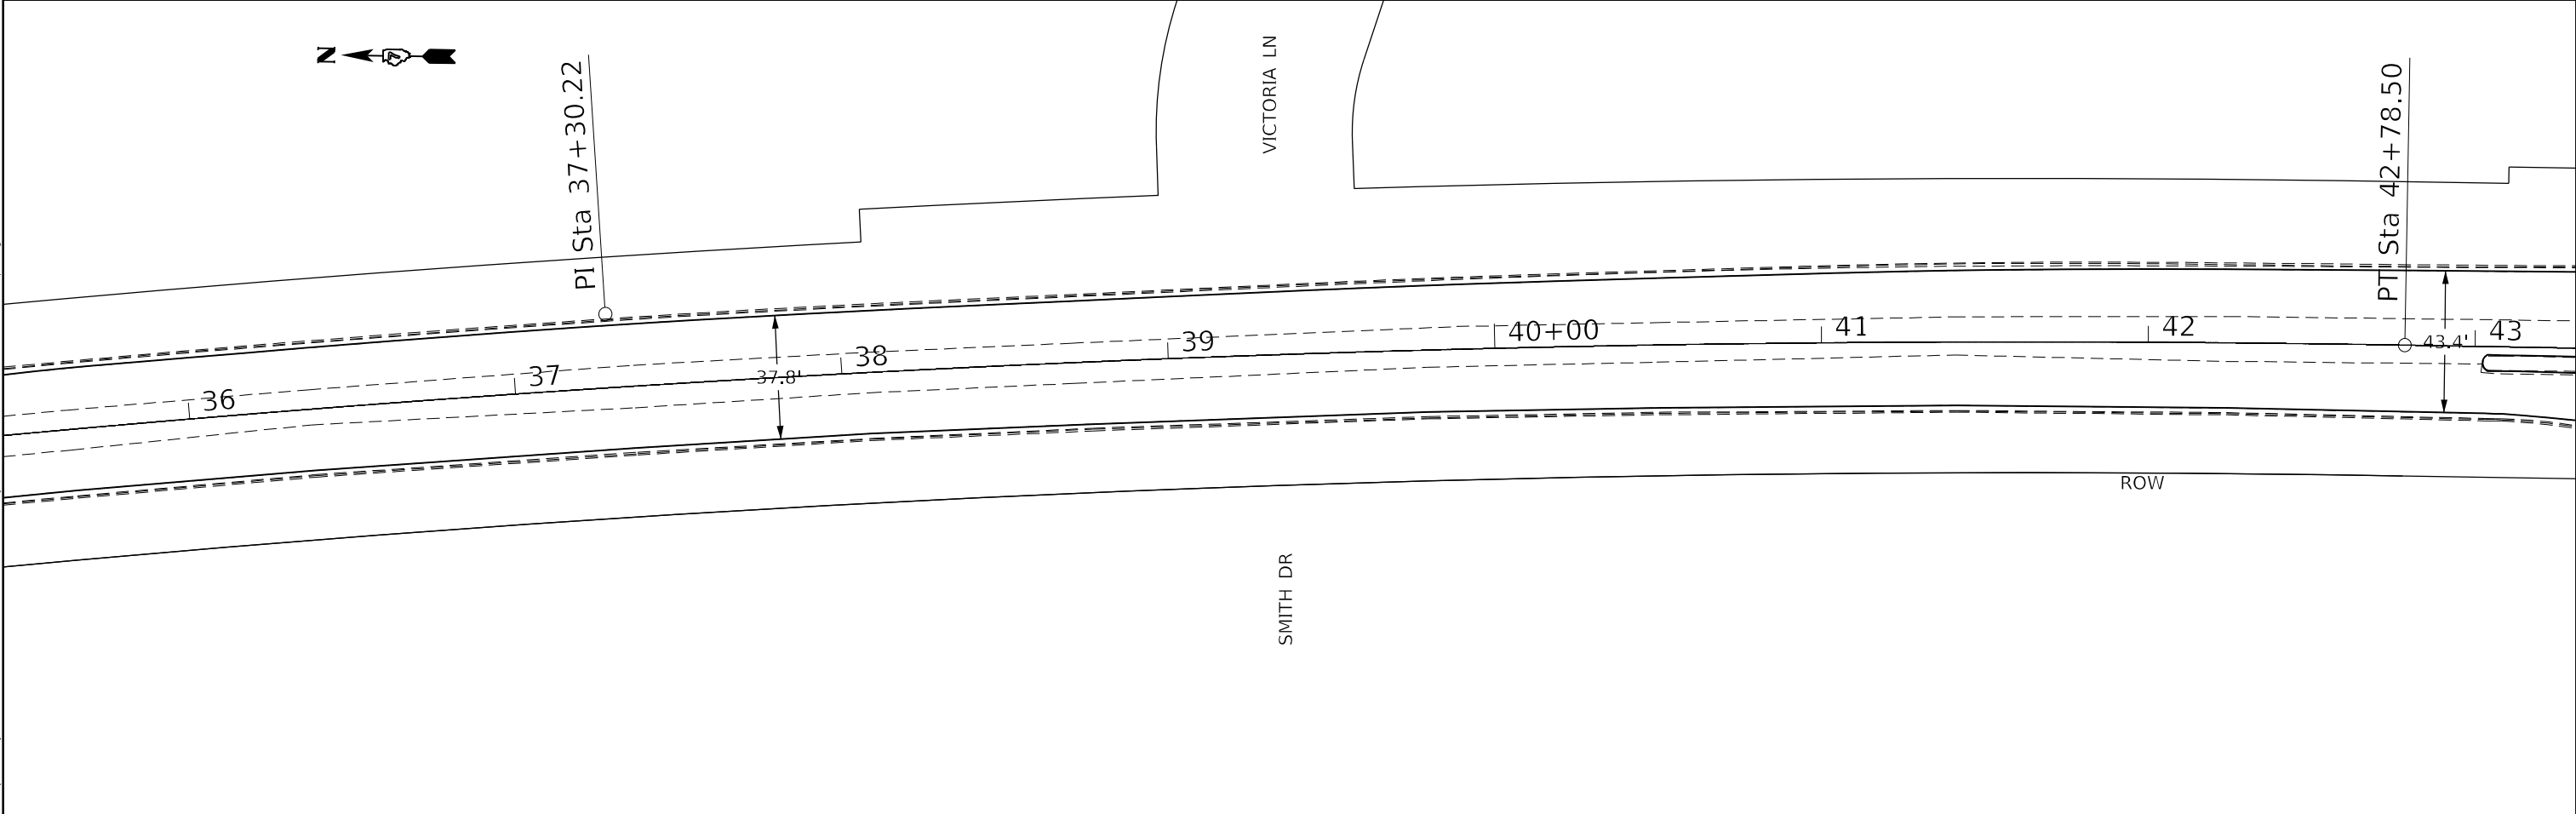 N
PI Sta 37+30.22
VICTORIA LN
PT Sta 42+78.50
36
37
37.8'
38
39
40+00
41
42
43.4'
43
ROW
SMITH DR